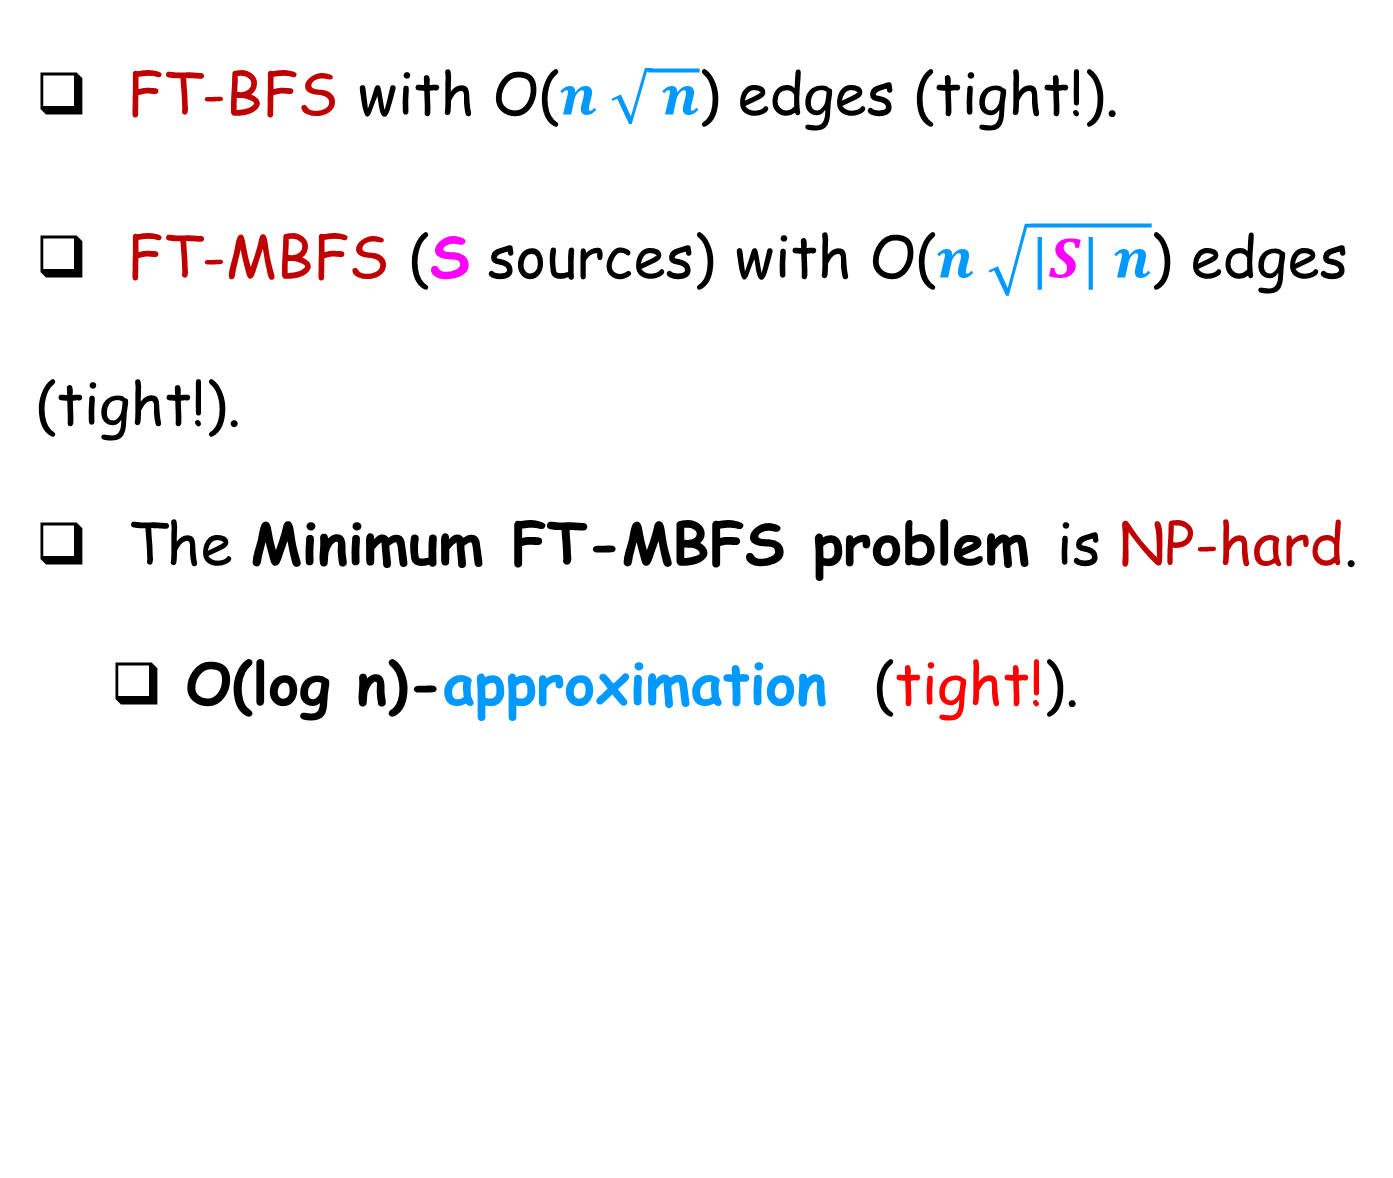 ❑ FT-BFS with O(n √n) edges (tight!).
❑ FT-MBFS (S sources) with O(n √|S| n) edges
(tight!).
❑ The Minimum FT-MBFS problem is NP-hard.
❑ O(log n)-approximation (tight!).